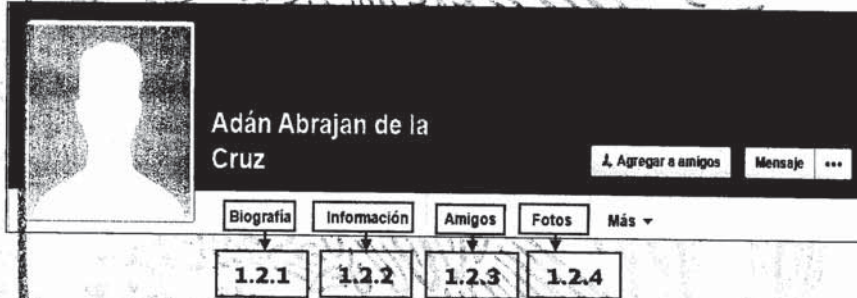 Adán Abrajan de la
Cruz
Agregar a amigos Mensaje
Biografía Información Amigos Fotos Más
1.2.1 1.2.2 1.2.3 1.2.4